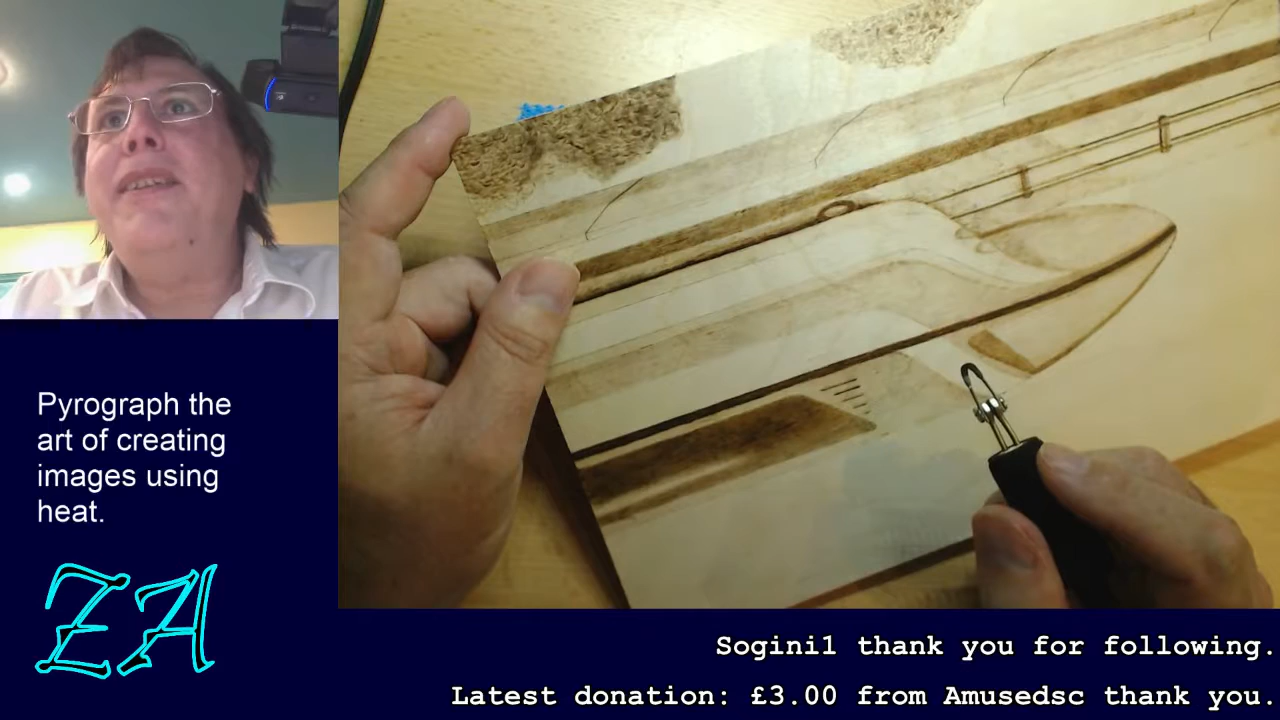 Pyrograph the
art of creating
images using
heat.
ZA
Sogini1 thank you for following.
Latest donation: £3.00 from Amusedsc thank you.